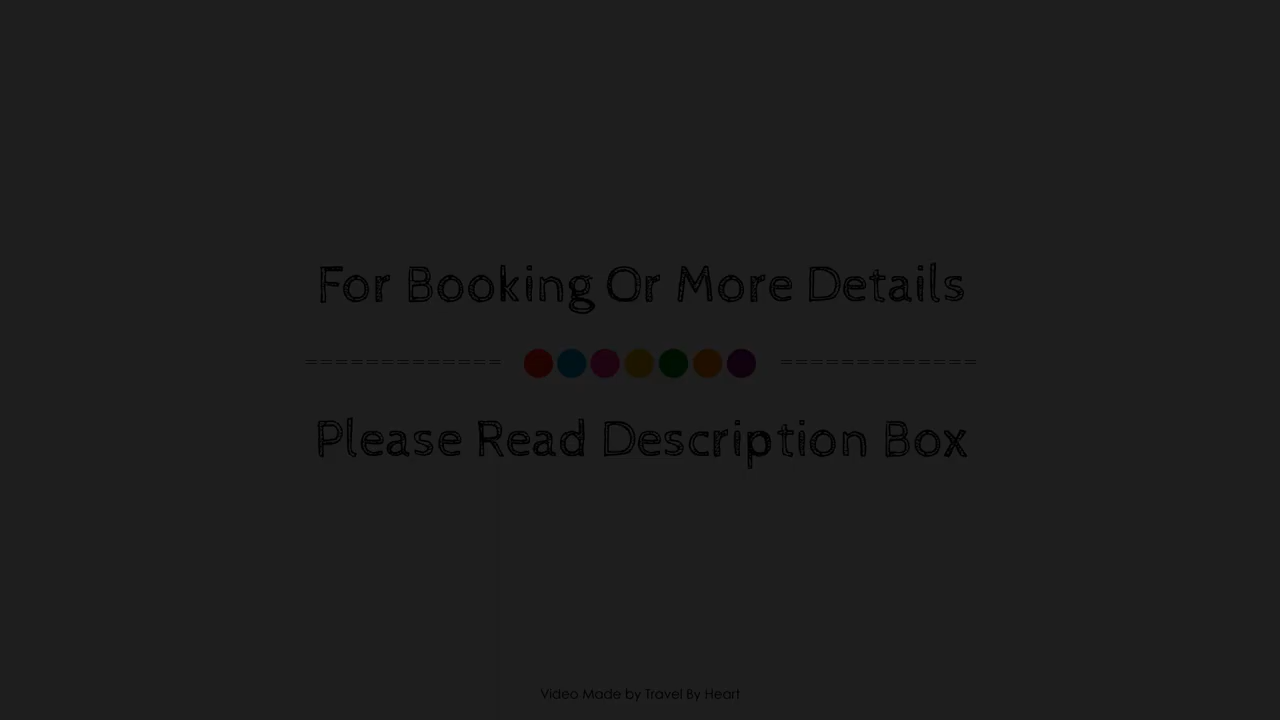 For Booking Or More Details
============= =============
Please Read Description Box
Video Made by Travel By Heart